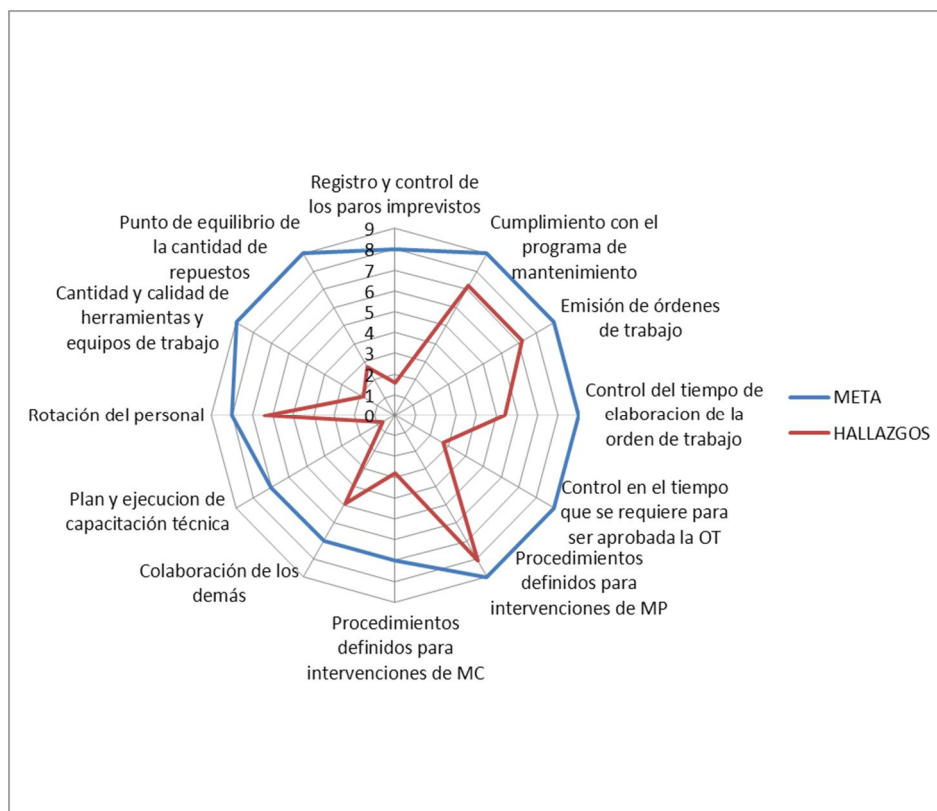 Registro y control de
los paros imprevistos
Cumplimiento con el
programa de
mantenimiento
Emisión de órdenes
de trabajo
Control del tiempo de
elaboracion de la
orden de trabajo
Control en el tiempo
que se requiere para
ser aprobada la OT
Procedimientos
definidos para
intervenciones de MP
Procedimientos
definidos para
intervenciones de MC
Colaboración de los
demás
Plan y ejecucion de
capacitación técnica
Rotación del personal
Cantidad y calidad de
herramientas y
equipos de trabajo
Punto de equilibrio de
la cantidad de
repuestos
9
8
7
6
5
4
3
2
1
0
META
HALLAZGOS